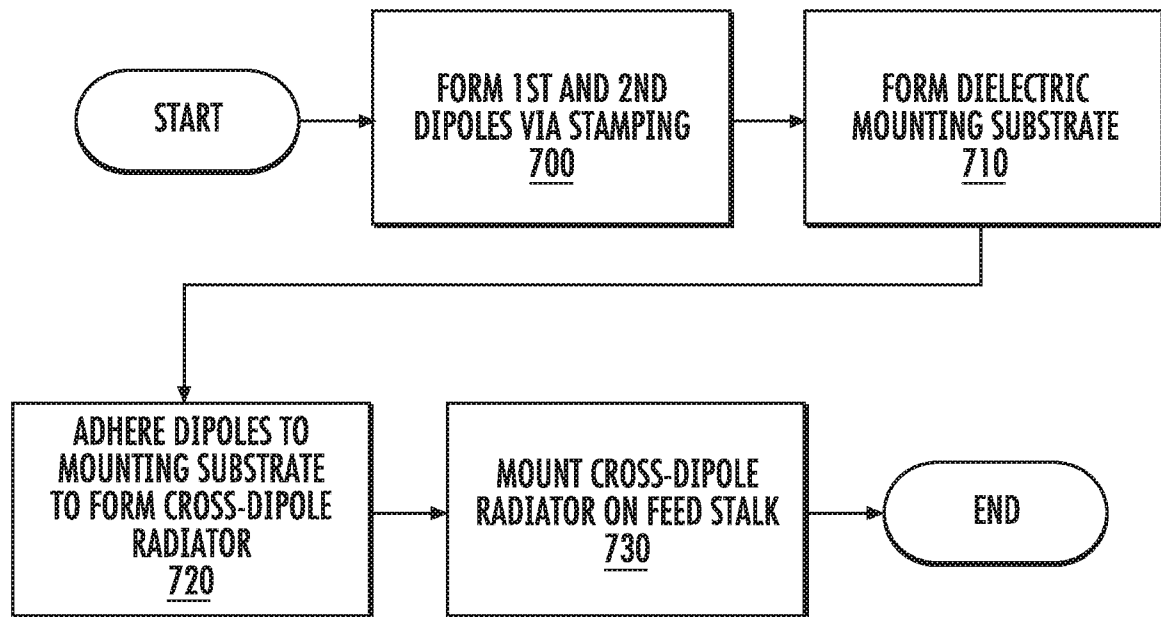 START
FORM 1ST AND 2ND
DIPOLES VIA STAMPING
700
FORM DIELECTRIC
MOUNTING SUBSTRATE
710
ADHERE DIPOLES TO
MOUNTING SUBSTRATE
TO FORM CROSS-DIPOLE
RADIATOR
720
MOUNT CROSS-DIPOLE
RADIATOR ON FEED STALK
730
END